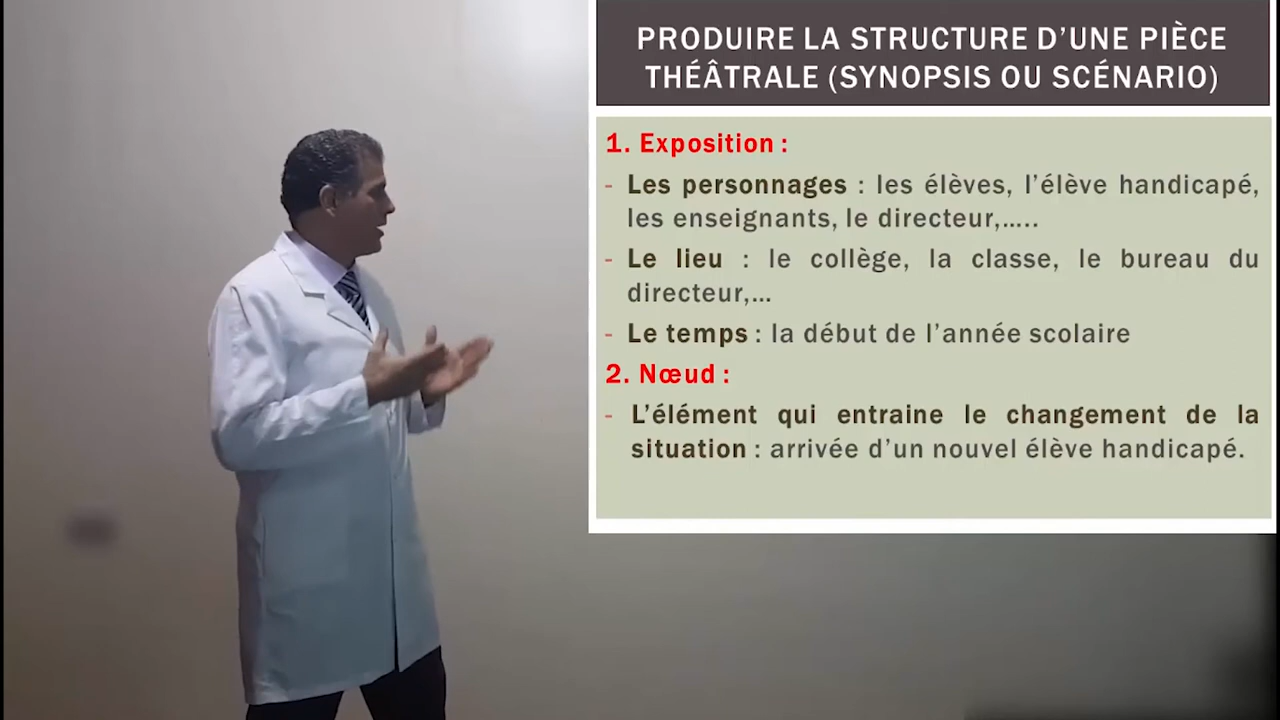 PRODUIRE LA STRUCTURE D’UNE PIÈCE
THÉÂTRALE (SYNOPSIS OU SCÉNARIO)
1. Exposition :
- Les personnages : les élèves, l’élève handicapé,
les enseignants, le directeur,…..
- Le lieu : le collège, la classe, le bureau du
directeur,…
- Le temps : la début de l’année scolaire
2. Nœud :
- L’élément qui entraine le changement de la
situation : arrivée d’un nouvel élève handicapé.